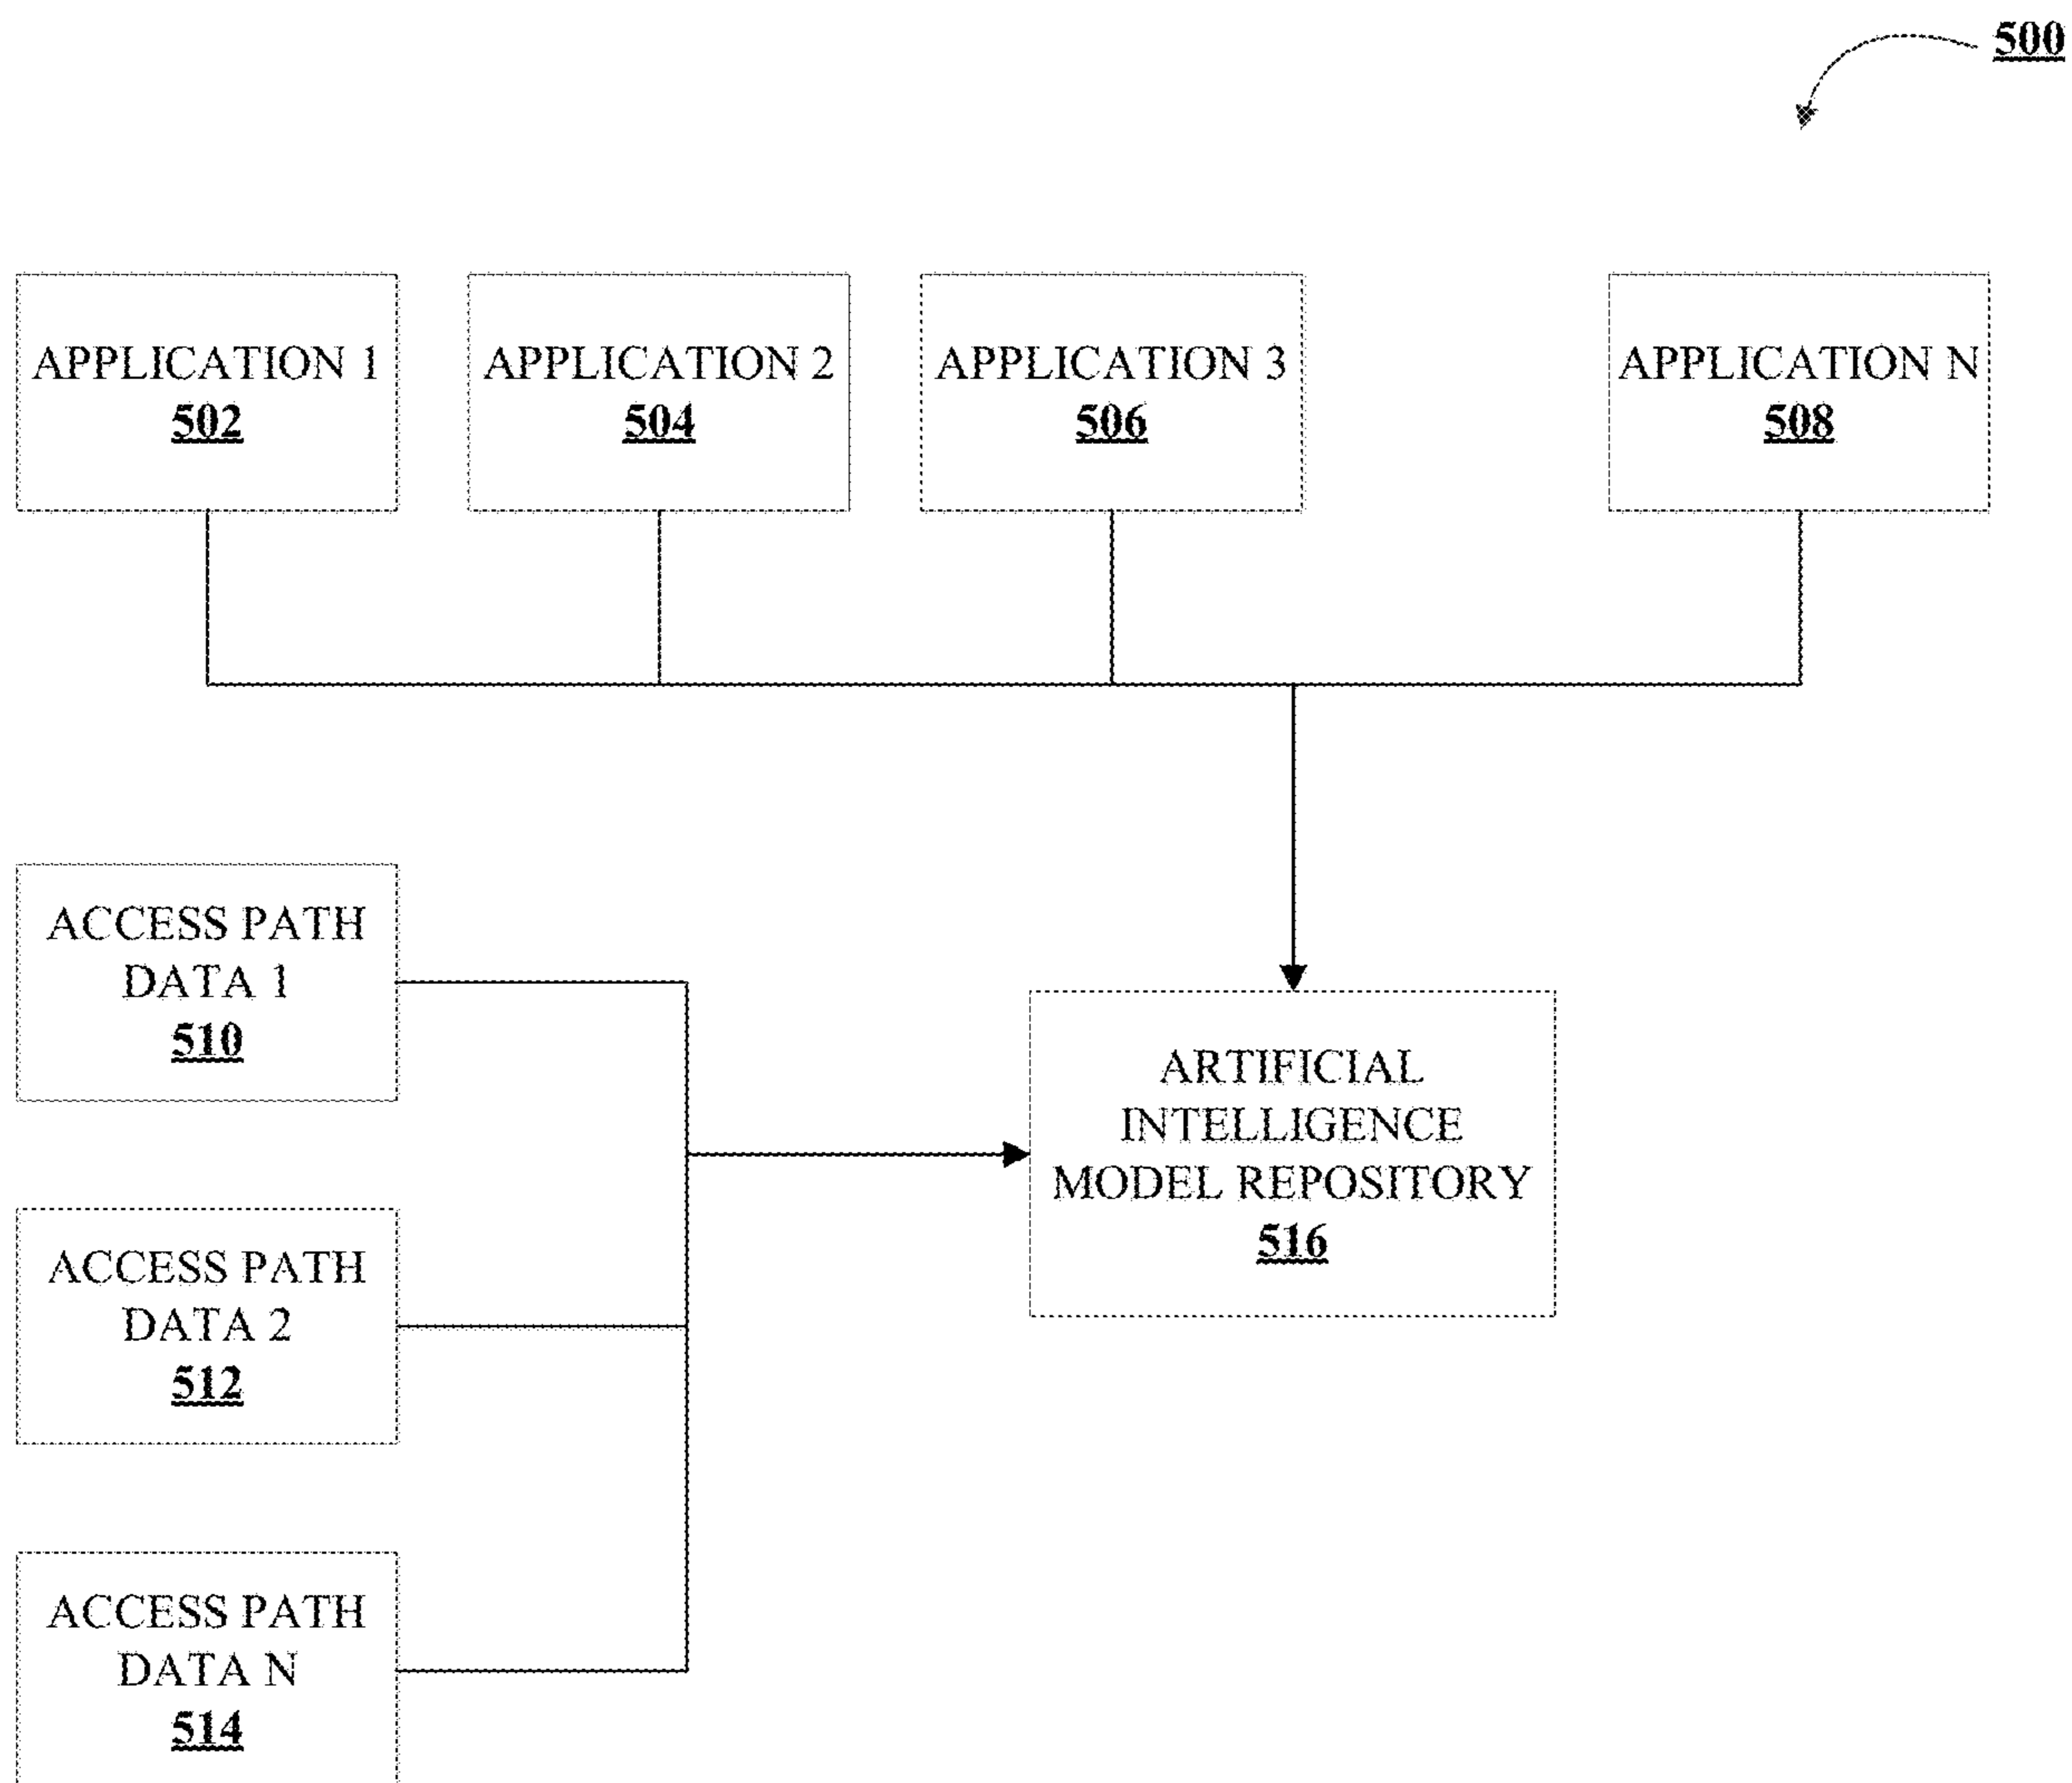 500
APPLICATION 1
502
APPLICATION 2
504
APPLICATION 3
506
APPLICATION N
508
ACCESS PATH
DATA 1
510
ACCESS PATH
DATA 2
512
ACCESS PATH
DATA N
514
ARTIFICIAL
INTELLIGENCE
MODEL REPOSITORY
516